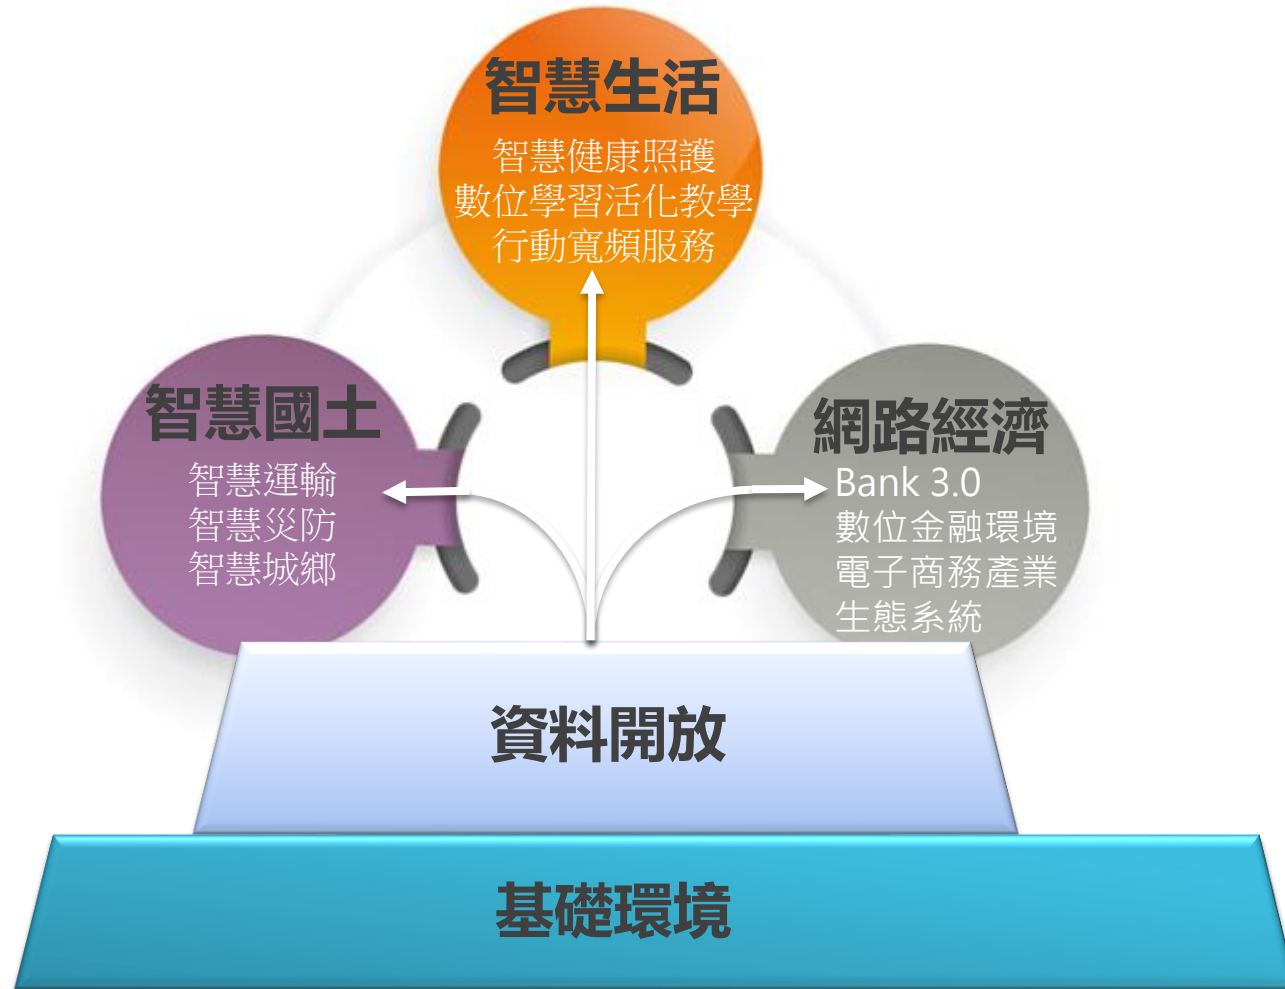 智慧生活
智慧健康照護
數位學習活化教學
行動寬頻服務
智慧國土
智慧運輸
智慧災防
智慧城鄉
網路經濟
Bank 3.0
數位金融環境
電子商務產業
生態系統
資料開放
基礎環境